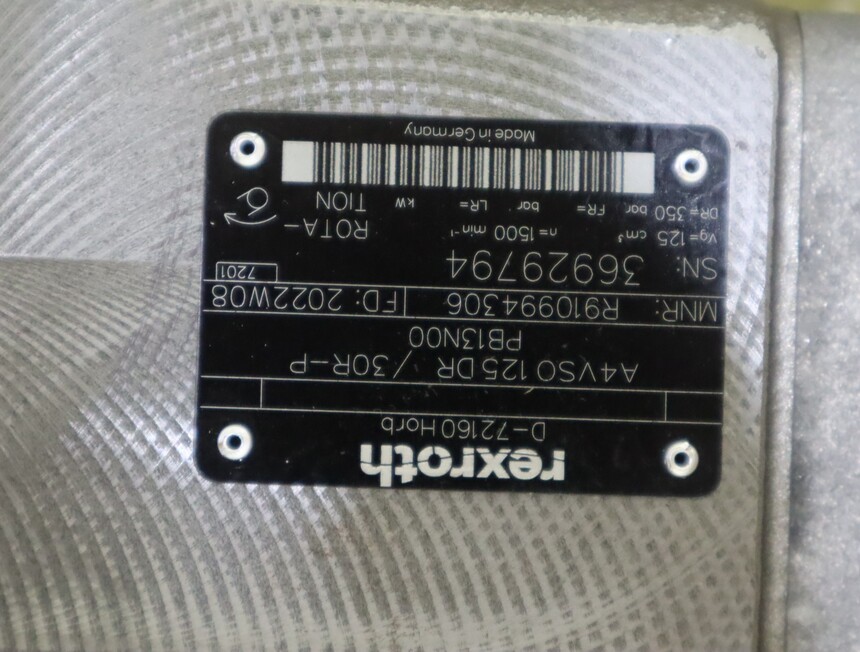 rexroth
D-72160 Horb
A4VSO 125 DR /30R-P
PB13N00
MNR: R910994306 FD: 2022W08
SN: 36929794 7201
Vg= 125 cm³ n= 1500 min⁻¹ ROTA-
DR= 350 bar FR= bar LR= kW TION
Made in Germany